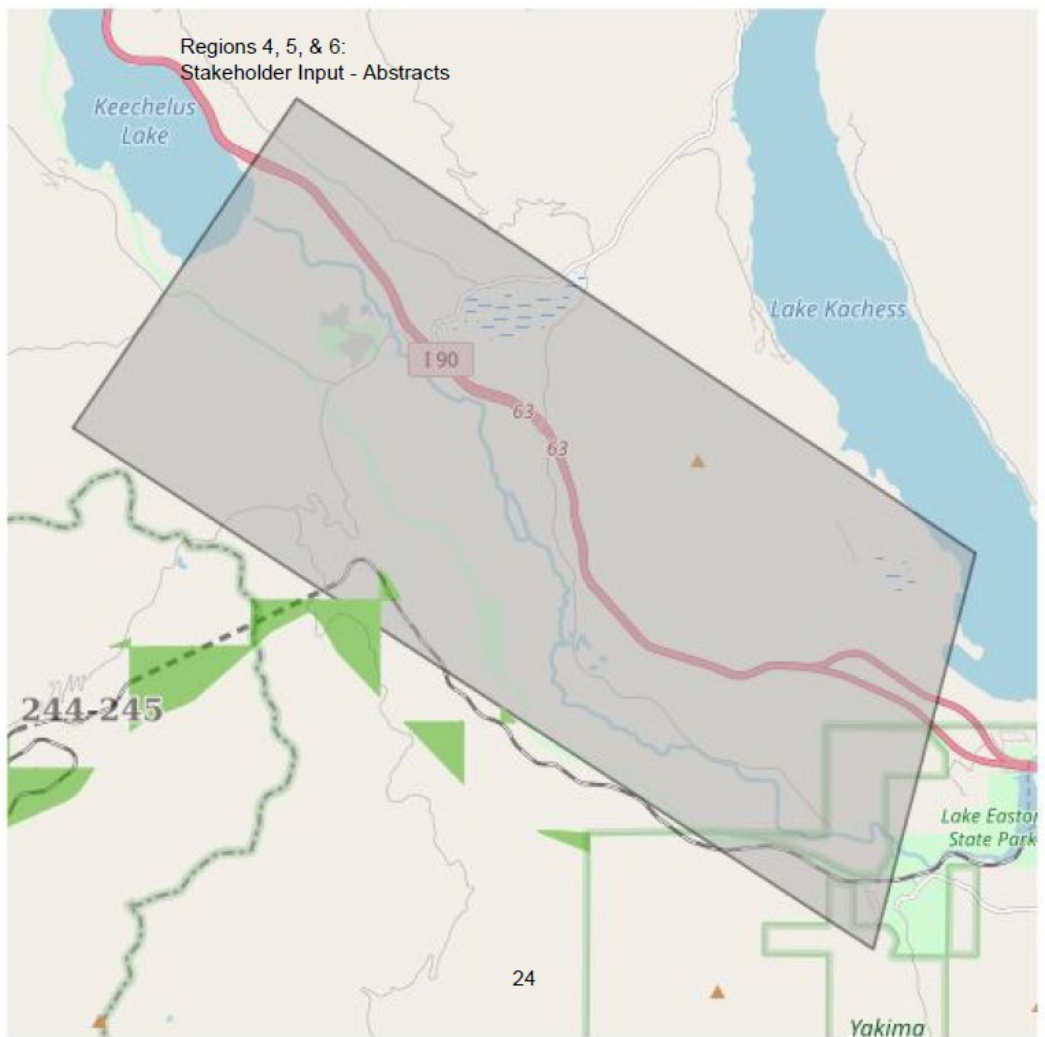 Regions 4, 5, & 6:
Stakeholder Input - Abstracts
Keechelus
Lake
Lake Kachess
I 90
63
63
244-245
Lake Easton
State Park
24
Yakima